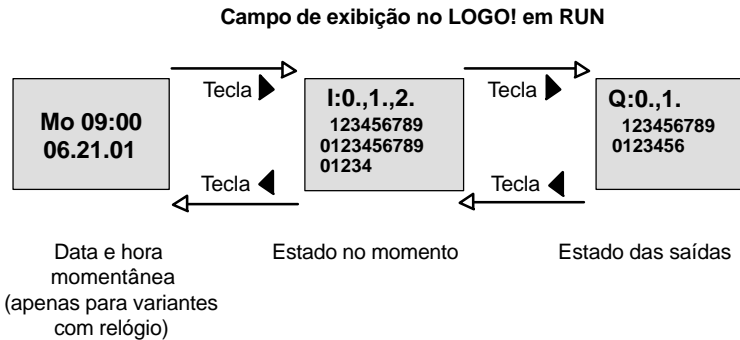 Campo de exibição no LOGO! em RUN
Tecla
Tecla
Mo 09:00
06.21.01
I:0.,1.,2.
123456789
0123456789
01234
Q:0.,1.
123456789
0123456
Tecla
Tecla
Data e hora
momentânea
(apenas para variantes
com relógio)
Estado no momento
Estado das saídas